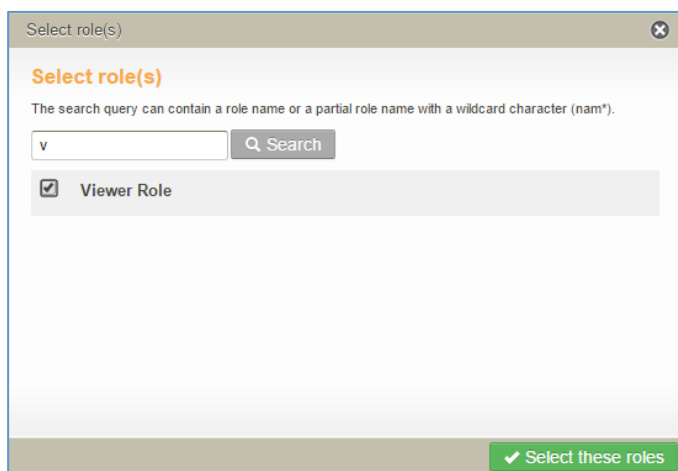 Select role(s)
Select role(s)
The search query can contain a role name or a partial role name with a wildcard character (nam*).
v
Search
Viewer Role
Select these roles